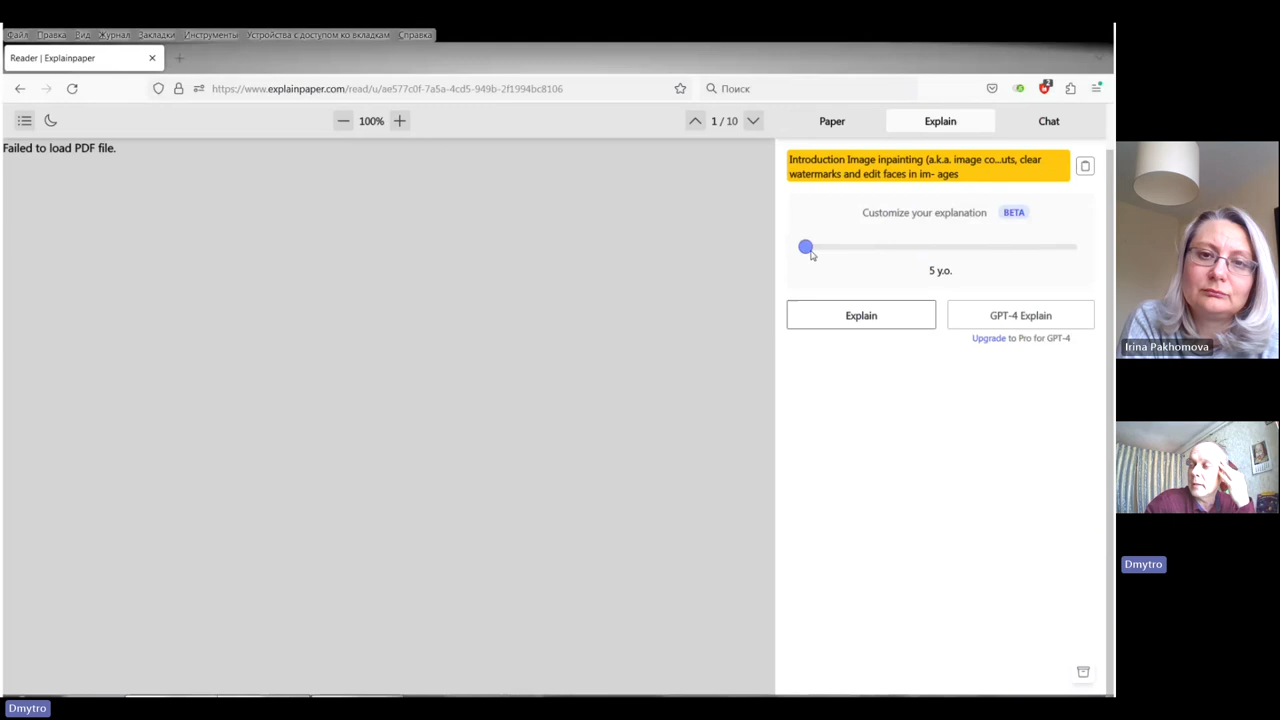 Файл Правка Вид Журнал Закладки Инструменты Устройства с доступом ко вкладкам Справка
Reader | Explainpaper
https://www.explainpaper.com/read/u/ae577c0f-7a5a-4cd5-949b-2f1994bc8106
Поиск
2
100%
1 / 10
Paper
Explain
Chat
Failed to load PDF file.
Introduction Image inpainting (a.k.a. image co...uts, clear
watermarks and edit faces in im- ages
Customize your explanation BETA
5 y.o.
Explain
GPT-4 Explain
Upgrade to Pro for GPT-4
Irina Pakhomova
Dmytro
Dmytro